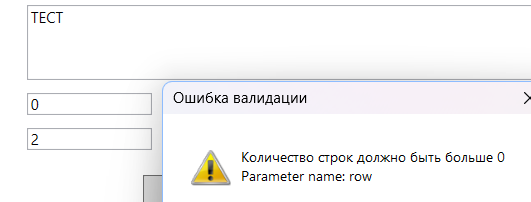 ТЕСТ
0
2
Ошибка валидации
Количество строк должно быть больше 0
Parameter name: row